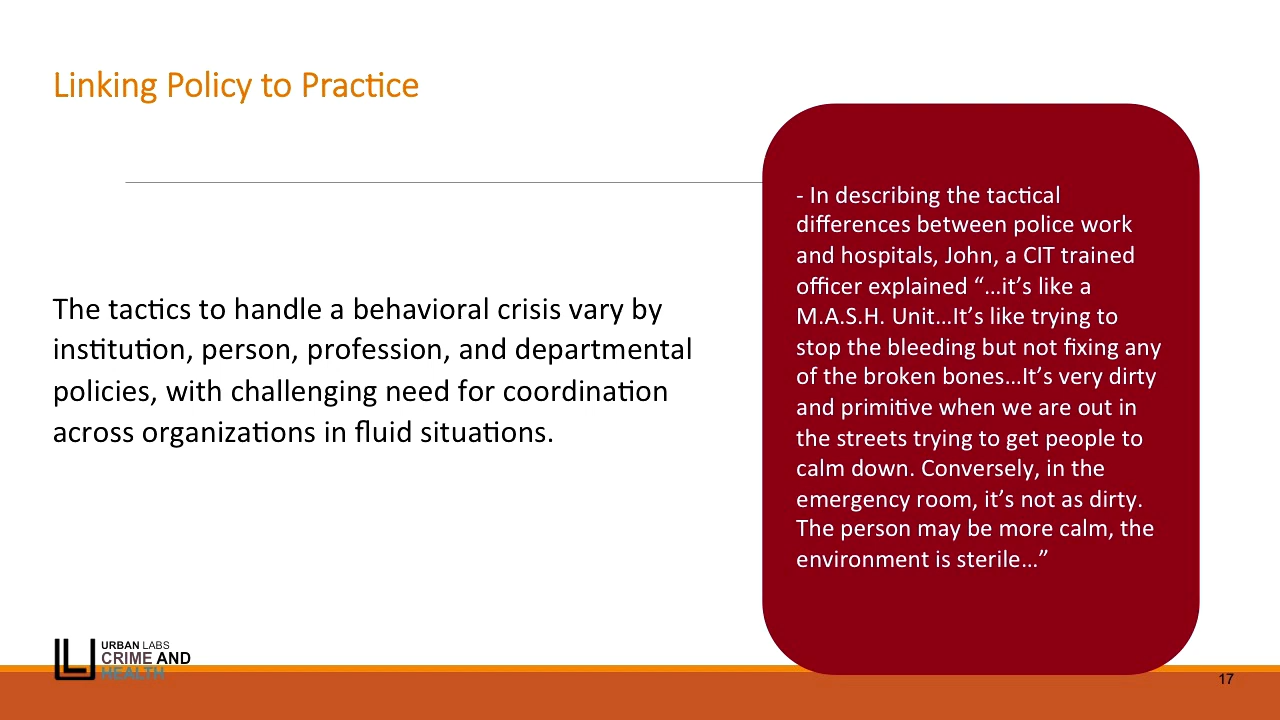 Linking Policy to Practice
The tactics to handle a behavioral crisis vary by
institution, person, profession, and departmental
policies, with challenging need for coordination
across organizations in fluid situations.
- In describing the tactical
differences between police work
and hospitals, John, a CIT trained
officer explained “…it’s like a
M.A.S.H. Unit…It’s like trying to
stop the bleeding but not fixing any
of the broken bones…It’s very dirty
and primitive when we are out in
the streets trying to get people to
calm down. Conversely, in the
emergency room, it’s not as dirty.
The person may be more calm, the
environment is sterile…”
URBAN LABS
CRIME AND
HEALTH
17